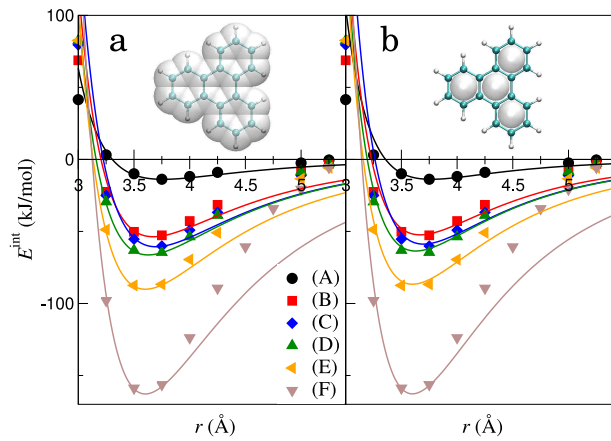 a
b
100
0
-100
3
3.5
4
4.5
5
3
3.5
4
4.5
5
E^int (kJ/mol)
(A)
(B)
(C)
(D)
(E)
(F)
r (Å)
r (Å)